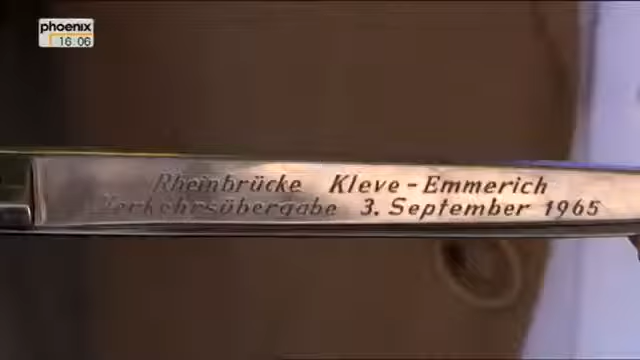 phoenix
16:06
Rheinbrücke Kleve-Emmerich
Verkehrsübergabe 3. September 1965